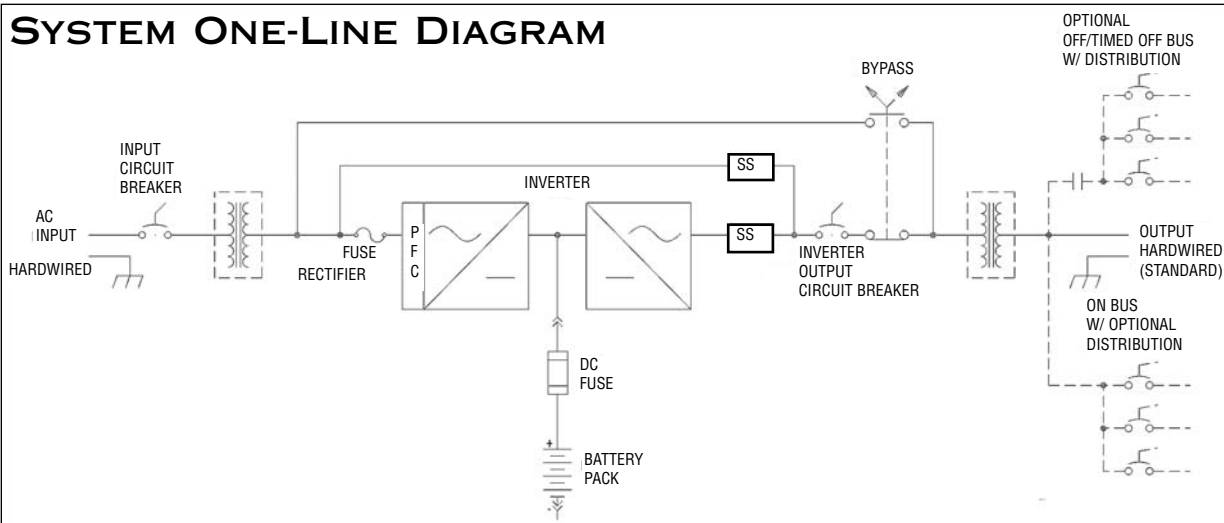 SYSTEM ONE-LINE DIAGRAM
OPTIONAL
OFF/TIMED OFF BUS
W/ DISTRIBUTION
BYPASS
INPUT
CIRCUIT
BREAKER
SS
INVERTER
AC
INPUT
HARDWIRED
FUSE
RECTIFIER
P
F
C
SS
INVERTER
OUTPUT
CIRCUIT BREAKER
OUTPUT
HARDWIRED
(STANDARD)
ON BUS
W/ OPTIONAL
DISTRIBUTION
DC
FUSE
+
BATTERY
PACK
-